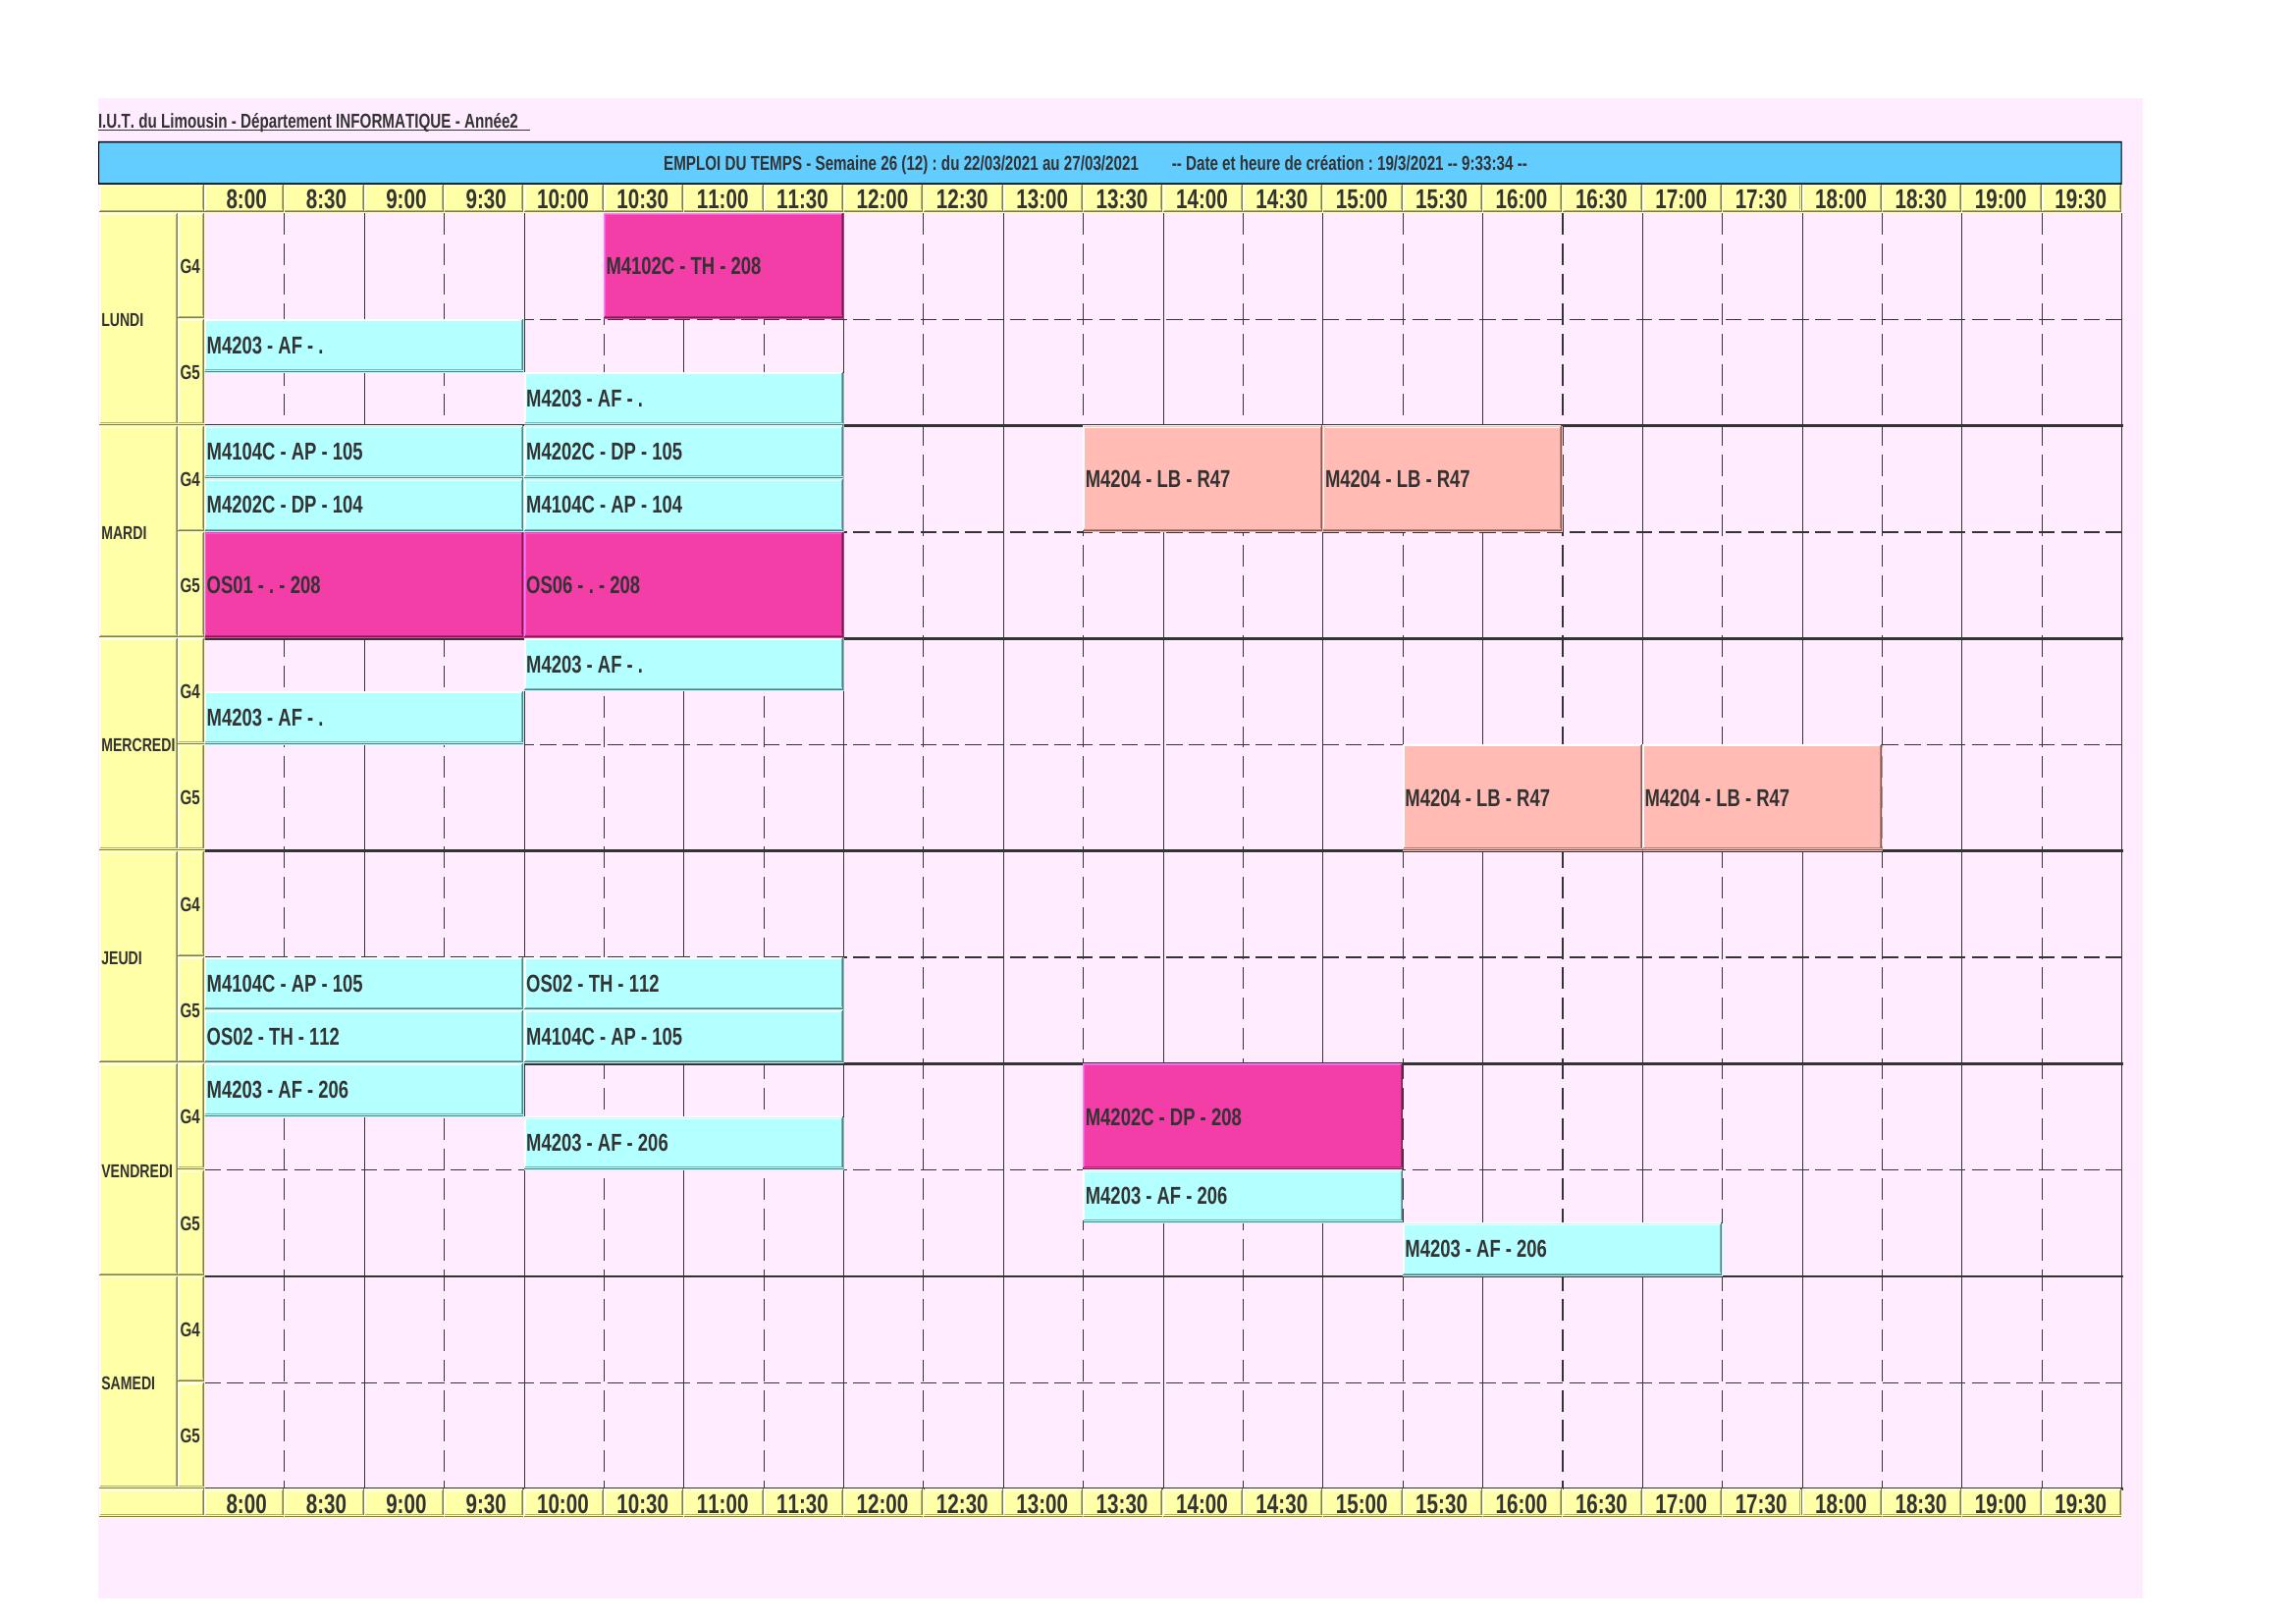 I.U.T. du Limousin - Département INFORMATIQUE - Année2
EMPLOI DU TEMPS - Semaine 26 (12) : du 22/03/2021 au 27/03/2021 -- Date et heure de création : 19/3/2021 -- 9:33:34 --
8:00 8:30 9:00 9:30 10:00 10:30 11:00 11:30 12:00 12:30 13:00 13:30 14:00 14:30 15:00 15:30 16:00 16:30 17:00 17:30 18:00 18:30 19:00 19:30
LUNDI
G4
M4102C - TH - 208
G5
M4203 - AF - .
M4203 - AF - .
MARDI
G4
M4104C - AP - 105 M4202C - DP - 105
M4202C - DP - 104 M4104C - AP - 104
M4204 - LB - R47 M4204 - LB - R47
G5
OS01 - . - 208 OS06 - . - 208
MERCREDI
G4
M4203 - AF - .
M4203 - AF - .
G5
M4204 - LB - R47 M4204 - LB - R47
JEUDI
G4
G5
M4104C - AP - 105 OS02 - TH - 112
OS02 - TH - 112 M4104C - AP - 105
VENDREDI
G4
M4203 - AF - 206
M4203 - AF - 206
M4202C - DP - 208
G5
M4203 - AF - 206
M4203 - AF - 206
SAMEDI
G4
G5
8:00 8:30 9:00 9:30 10:00 10:30 11:00 11:30 12:00 12:30 13:00 13:30 14:00 14:30 15:00 15:30 16:00 16:30 17:00 17:30 18:00 18:30 19:00 19:30